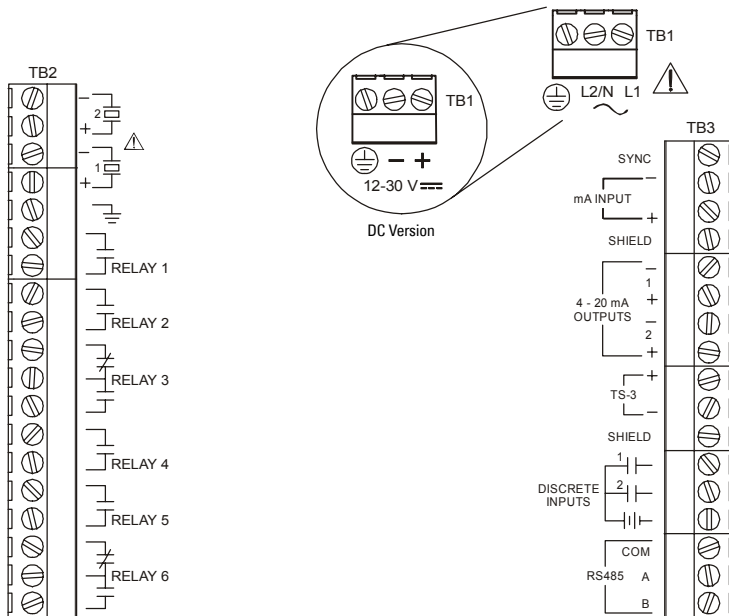 TB2
-
2
+
-
1
+
RELAY 1
RELAY 2
RELAY 3
RELAY 4
RELAY 5
RELAY 6
TB1
- +
12-30 V
DC Version
TB1
L2/N L1
TB3
SYNC
-
mA INPUT
+
SHIELD
-
1
+
4 - 20 mA
OUTPUTS
-
2
+
+
TS-3
-
SHIELD
1
2
DISCRETE
INPUTS
COM
RS485 A
B